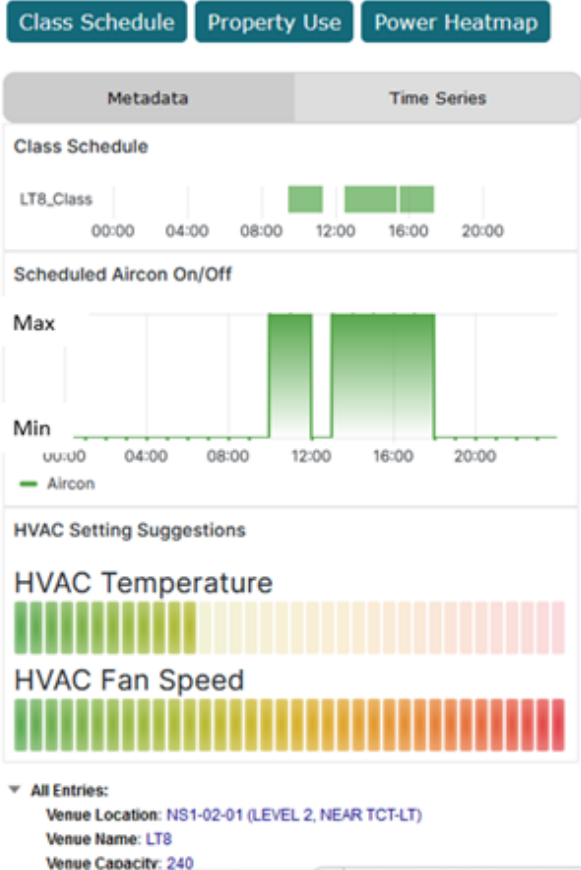 Class Schedule Property Use Power Heatmap
Metadata Time Series
Class Schedule
LT8_Class
00:00 04:00 08:00 12:00 16:00 20:00
Scheduled Aircon On/Off
Max
Min
00:00 04:00 08:00 12:00 16:00 20:00
Aircon
HVAC Setting Suggestions
HVAC Temperature
HVAC Fan Speed
All Entries:
Venue Location: NS1-02-01 (LEVEL 2, NEAR TCT-LT)
Venue Name: LT8
Venue Capacity: 240